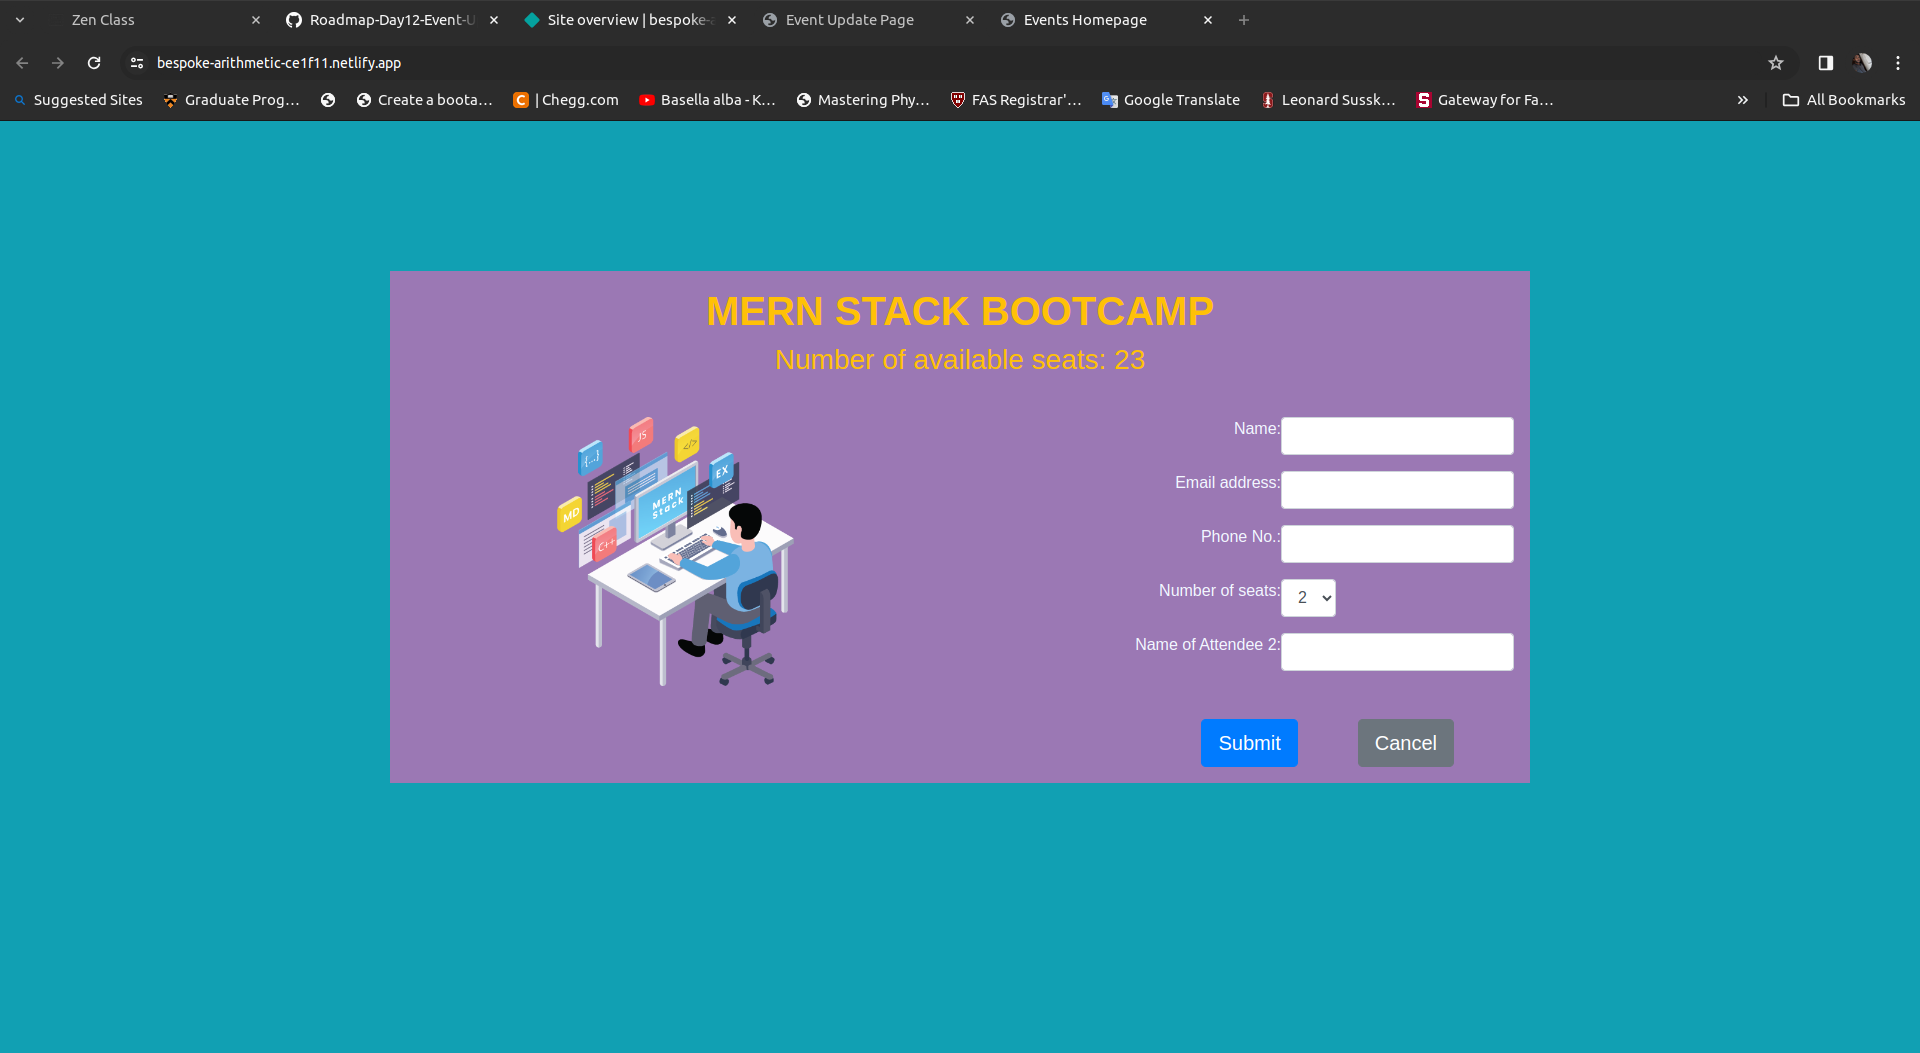 Zen Class
Roadmap-Day12-Event-U
Site overview | bespoke-a
Event Update Page
Events Homepage
bespoke-arithmetic-ce1f11.netlify.app
Suggested Sites
Graduate Prog...
Create a boota...
| Chegg.com
Basella alba - K...
Mastering Phy...
FAS Registrar'...
Google Translate
Leonard Sussk...
Gateway for Fa...
All Bookmarks
MERN STACK BOOTCAMP
Number of available seats: 23
JS
</>
{...}
EX
MERN
Stack
MD
C++
Name:
Email address:
Phone No.:
Number of seats: 2
Name of Attendee 2:
Submit
Cancel